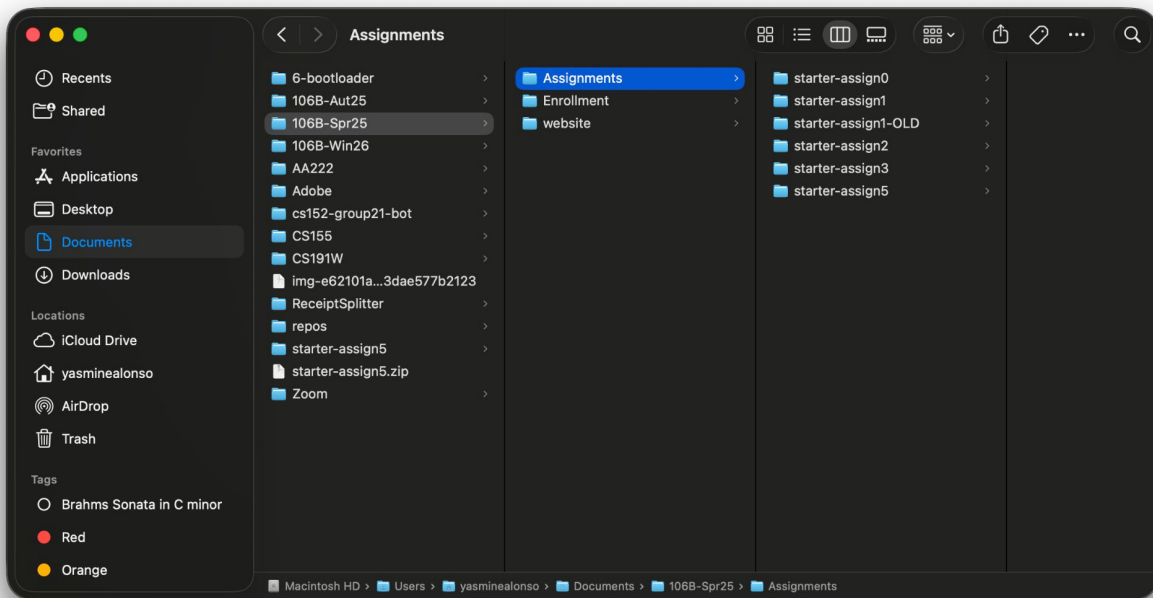 Assignments
Recents
Shared
Favorites
Applications
Desktop
Documents
Downloads
Locations
iCloud Drive
yasminealonso
AirDrop
Trash
Tags
Brahms Sonata in C minor
Red
Orange
6-bootloader
106B-Aut25
106B-Spr25
106B-Win26
AA222
Adobe
cs152-group21-bot
CS155
CS191W
img-e62101a...3dae577b2123
ReceiptSplitter
repos
starter-assign5
starter-assign5.zip
Zoom
Assignments
Enrollment
website
starter-assign0
starter-assign1
starter-assign1-OLD
starter-assign2
starter-assign3
starter-assign5
Macintosh HD › Users › yasminealonso › Documents › 106B-Spr25 › Assignments